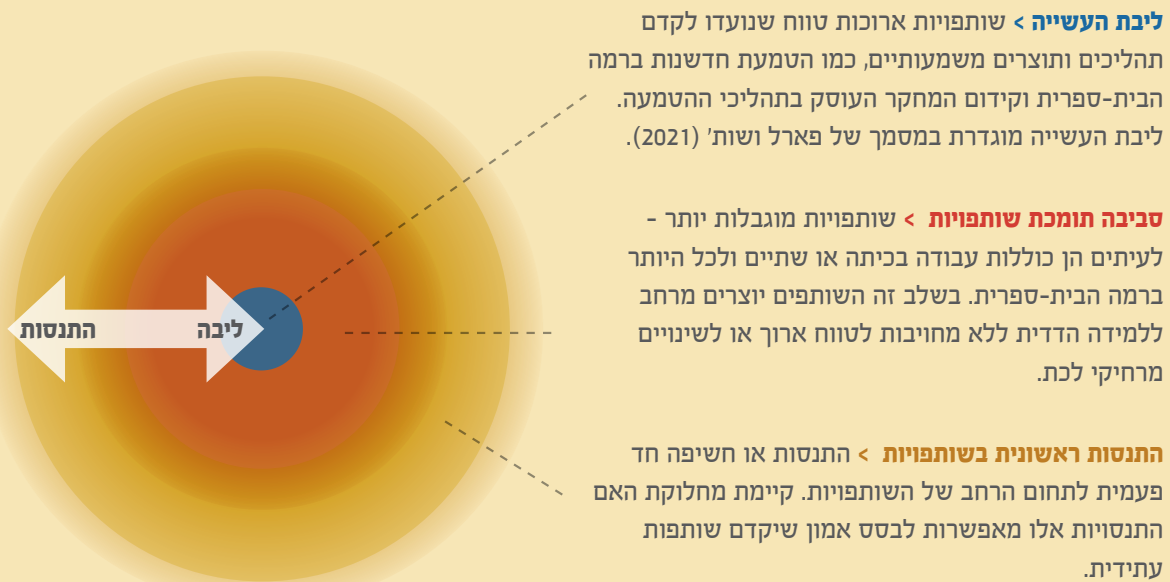 ליבת העשייה > שותפויות ארוכות טווח שנועדו לקדם
תהליכים ותוצרים משמעותיים, כמו הטמעת חדשנות ברמה
הבית-ספרית וקידום המחקר העוסק בתהליכי ההטמעה.
ליבת העשייה מוגדרת במסמך של פארל ושות' (2021).
סביבה תומכת שותפויות > שותפויות מוגבלות יותר -
לעיתים הן כוללות עבודה בכיתה או שתיים ולכל היותר
ברמה הבית-ספרית. בשלב זה השותפים יוצרים מרחב
ללמידה הדדית ללא מחויבות לטווח ארוך או לשינויים
מרחיקי לכת.
התנסות ראשונית בשותפויות > התנסות או חשיפה חד
פעמית לתחום הרחב של השותפויות. קיימת מחלוקת האם
התנסויות אלו מאפשרות לבסס אמון שיקדם שותפות
עתידית.
ליבה
התנסות